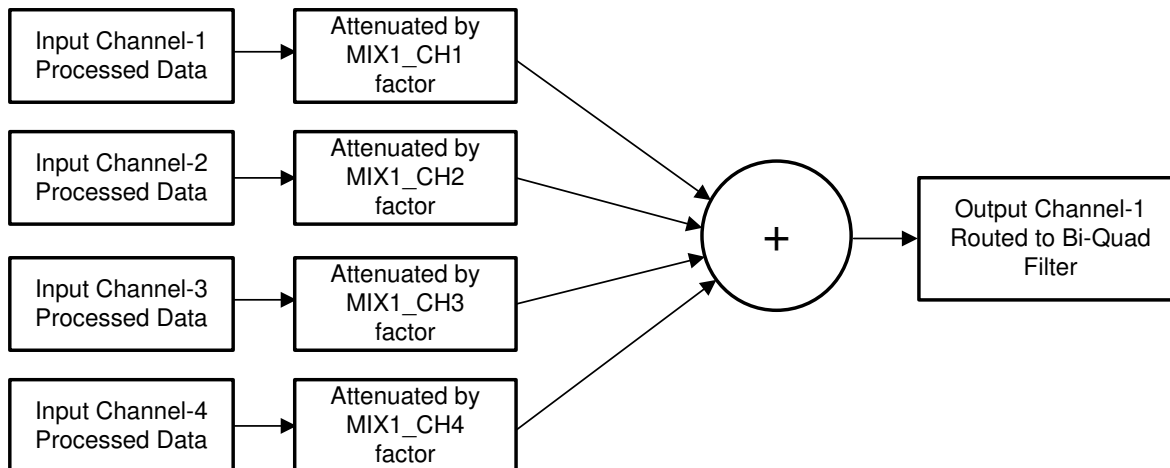 Input Channel-1
Processed Data
Attenuated by
MIX1_CH1
factor
Input Channel-2
Processed Data
Attenuated by
MIX1_CH2
factor
Input Channel-3
Processed Data
Attenuated by
MIX1_CH3
factor
Input Channel-4
Processed Data
Attenuated by
MIX1_CH4
factor
+
Output Channel-1
Routed to Bi-Quad
Filter